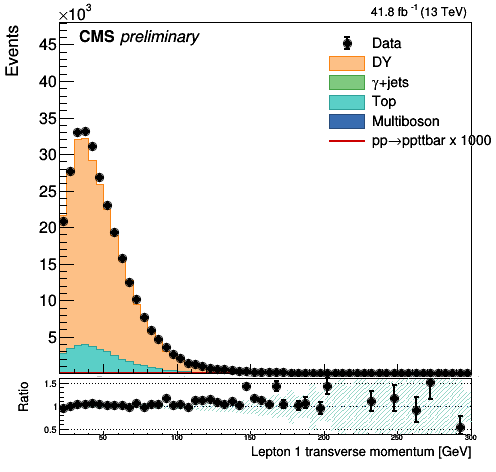 ×10³
41.8 fb⁻¹ (13 TeV)
CMS preliminary
Events
45
40
35
30
25
20
15
10
5
Data
DY
γ+jets
Top
Multiboson
pp→ppttbar x 1000
Ratio
1.5
1
0.5
50
100
150
200
250
300
Lepton 1 transverse momentum [GeV]